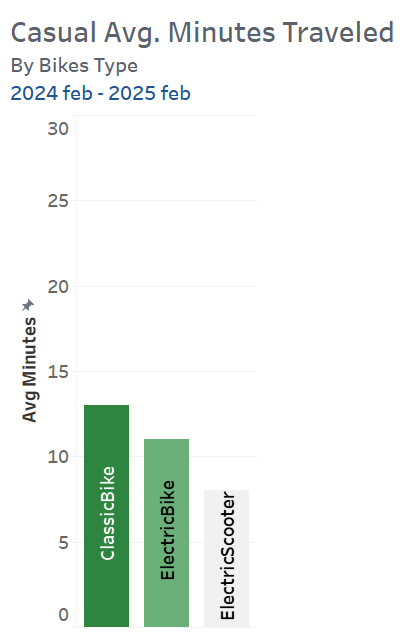 Casual Avg. Minutes Traveled
By Bikes Type
2024 feb - 2025 feb
30
25
20
15
10
5
0
Avg Minutes
ClassicBike
ElectricBike
ElectricScooter